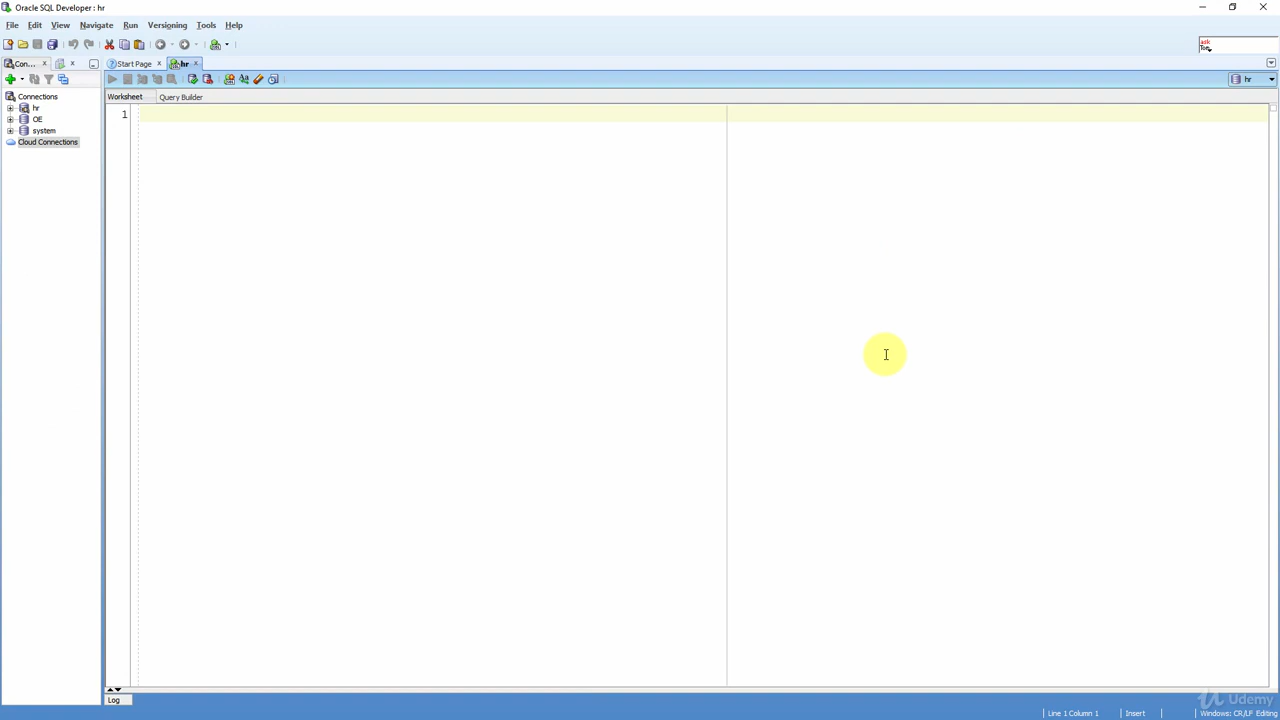 Oracle SQL Developer : hr
File Edit View Navigate Run Versioning Tools Help
ask
Con... Start Page hr
hr
Worksheet Query Builder
Connections
hr
OE
system
Cloud Connections
1
Log
Udemy
Line 1 Column 1 Insert Windows: CR/LF Editing